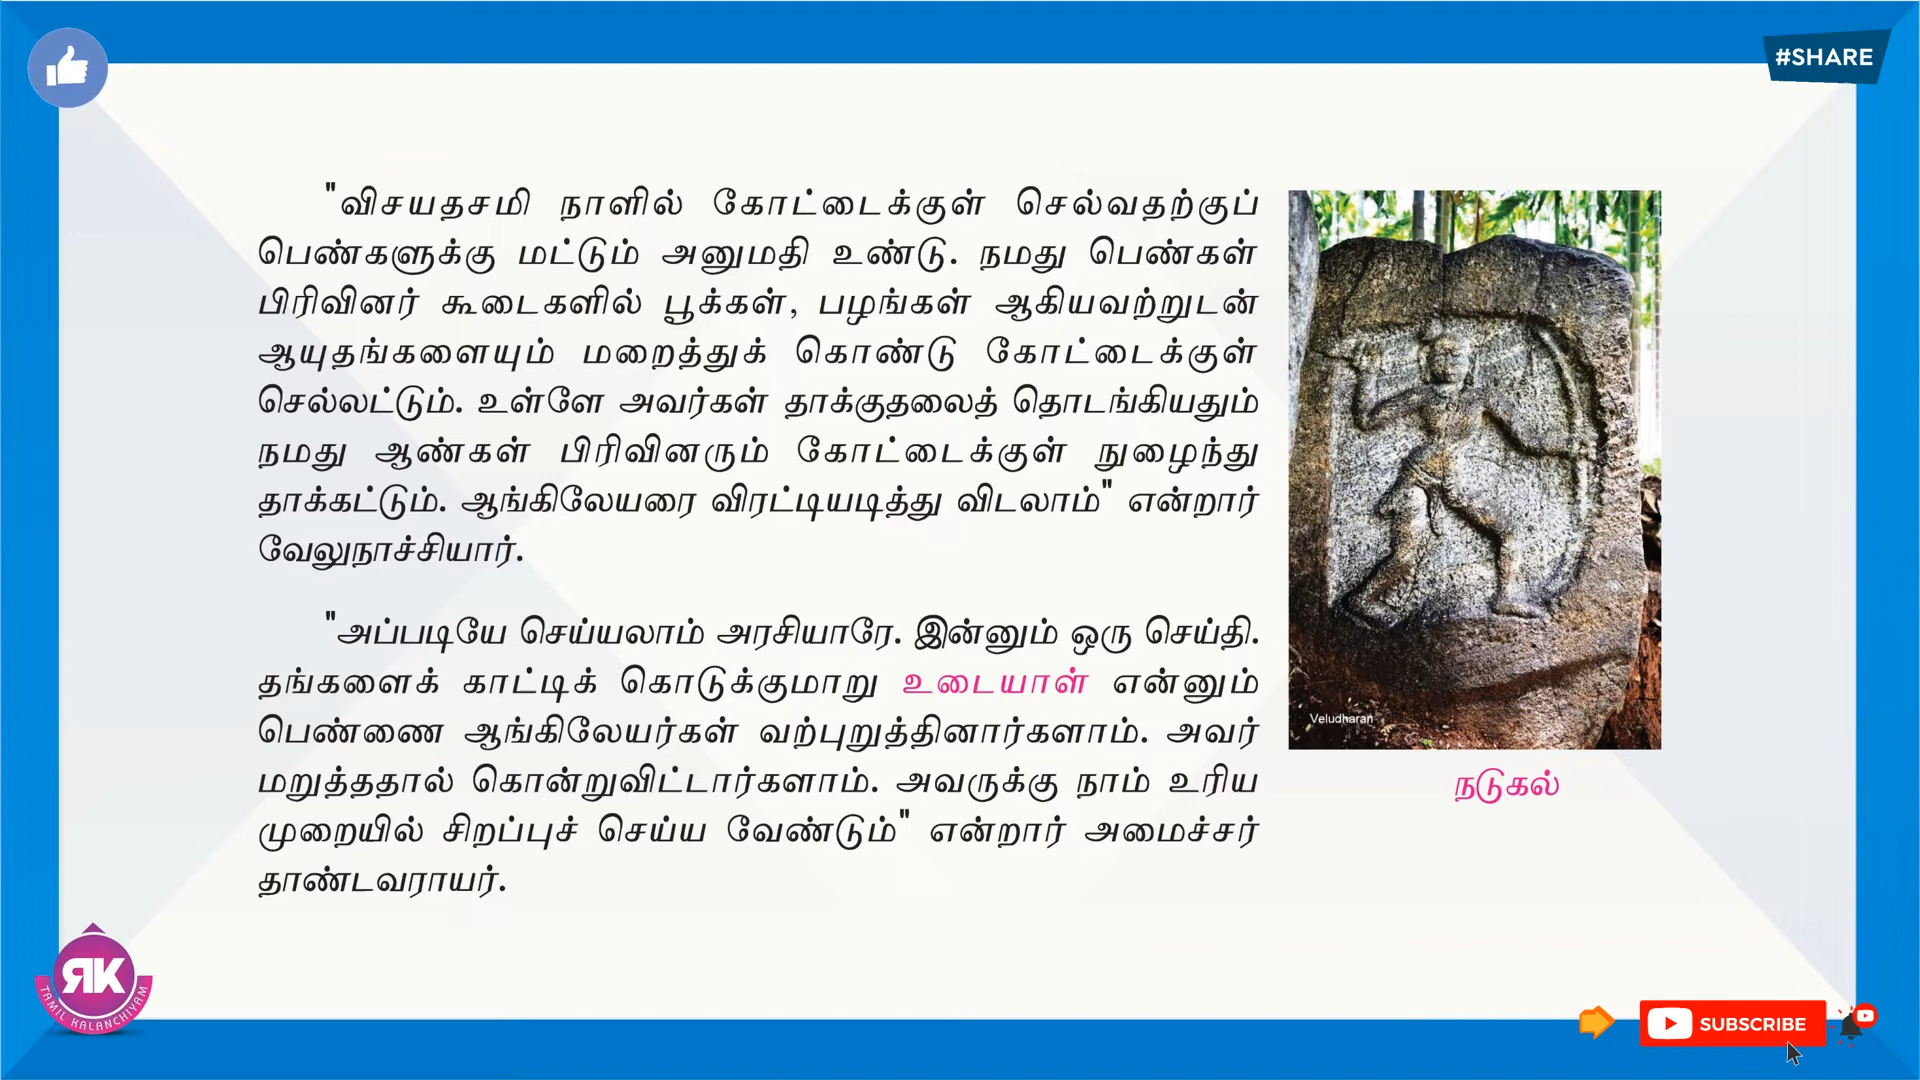 #SHARE
"விசயதசமி நாளில் கோட்டைக்குள் செல்வதற்குப்
பெண்களுக்கு மட்டும் அனுமதி உண்டு. நமது பெண்கள்
பிரிவினர் கூடைகளில் பூக்கள், பழங்கள் ஆகியவற்றுடன்
ஆயுதங்களையும் மறைத்துக் கொண்டு கோட்டைக்குள்
செல்லட்டும். உள்ளே அவர்கள் தாக்குதலைத் தொடங்கியதும்
நமது ஆண்கள் பிரிவினரும் கோட்டைக்குள் நுழைந்து
தாக்கட்டும். ஆங்கிலேயரை விரட்டியடித்து விடலாம்" என்றார்
வேலுநாச்சியார்.
"அப்படியே செய்யலாம் அரசியாரே. இன்னும் ஒரு செய்தி.
தங்களைக் காட்டிக் கொடுக்குமாறு உடையாள் என்னும்
பெண்ணை ஆங்கிலேயர்கள் வற்புறுத்தினார்களாம். அவர்
மறுத்ததால் கொன்றுவிட்டார்களாம். அவருக்கு நாம் உரிய
முறையில் சிறப்புச் செய்ய வேண்டும்" என்றார் அமைச்சர்
தாண்டவராயர்.
Veludharan
நடுகல்
RK
TAMIL KALANCHIYAM
SUBSCRIBE